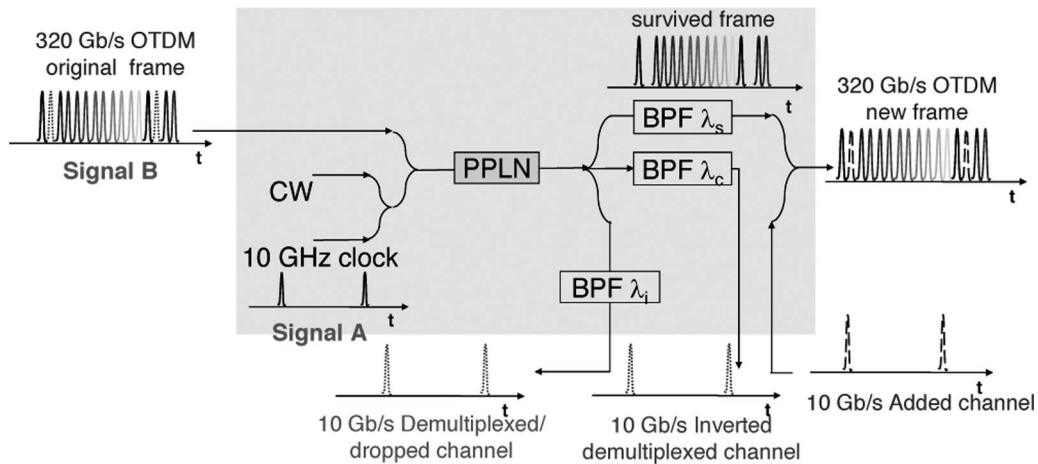 survived frame
320 Gb/s OTDM
original frame
t
320 Gb/s OTDM
new frame
BPF λs
t
Signal B
PPLN
BPF λc
CW
t
10 GHz clock
BPF λi
t
Signal A
t
t
t
10 Gb/s Demultiplexed/
dropped channel
10 Gb/s Inverted
demultiplexed channel
10 Gb/s Added channel